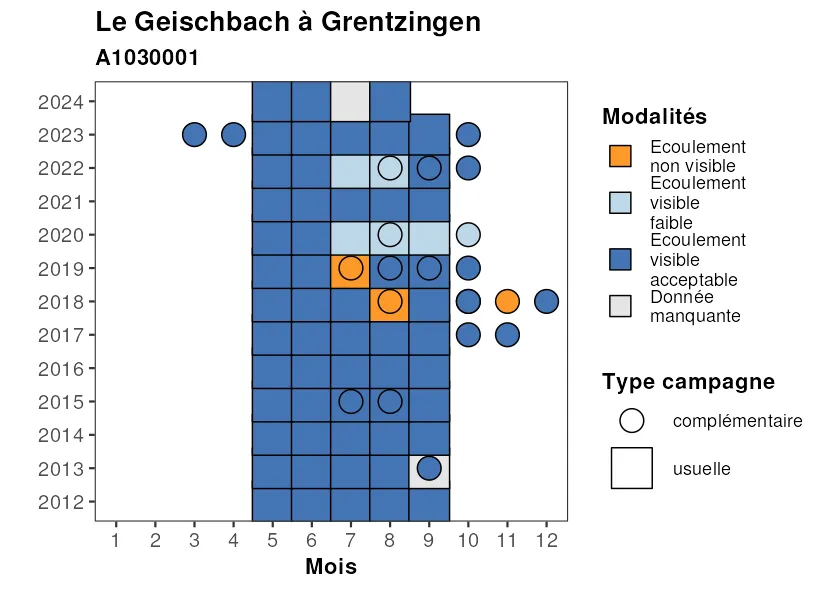 Le Geischbach à Grentzingen
A1030001
2024
2023
2022
2021
2020
2019
2018
2017
2016
2015
2014
2013
2012
1 2 3 4 5 6 7 8 9 10 11 12
Mois
Modalités
Ecoulement
non visible
Ecoulement
visible
faible
Ecoulement
visible
acceptable
Donnée
manquante
Type campagne
complémentaire
usuelle